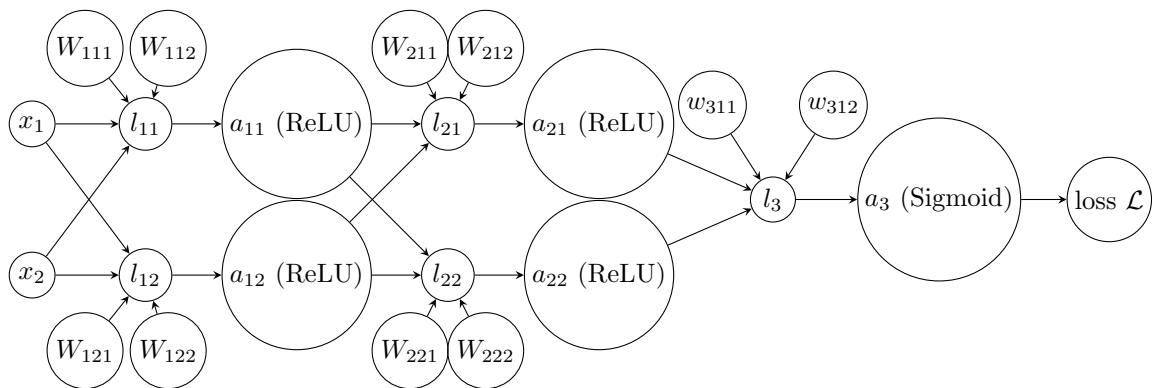 W₁₁₁ W₁₁₂ W₂₁₁ W₂₁₂
w₃₁₁ w₃₁₂
x₁ l₁₁ a₁₁ (ReLU) l₂₁ a₂₁ (ReLU)
l₃ a₃ (Sigmoid) loss ℒ
x₂ l₁₂ a₁₂ (ReLU) l₂₂ a₂₂ (ReLU)
W₁₂₁ W₁₂₂ W₂₂₁ W₂₂₂